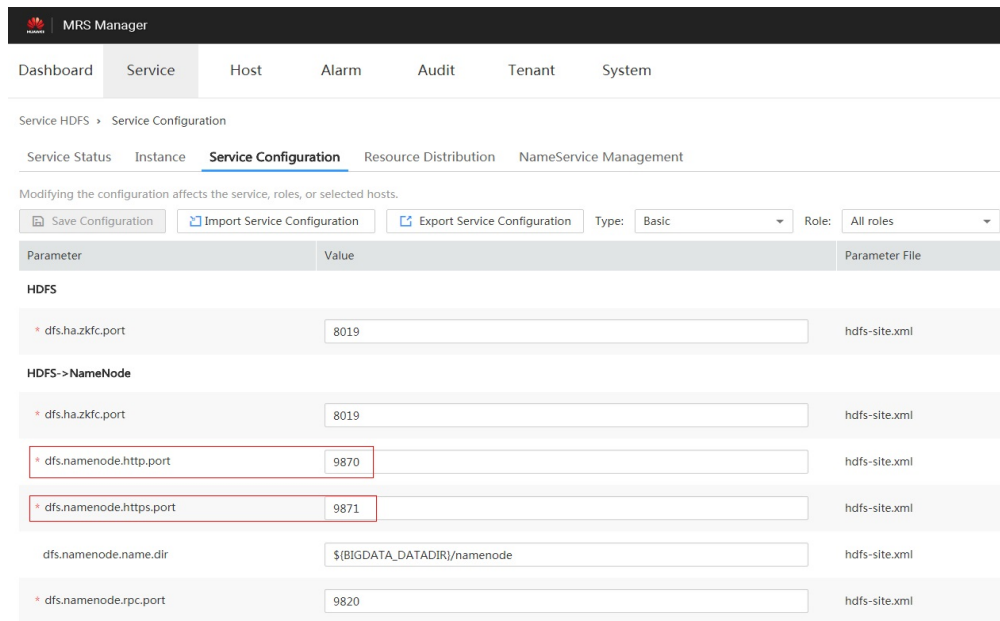 HUAWEI MRS Manager
Dashboard Service Host Alarm Audit Tenant System
Service HDFS › Service Configuration
Service Status Instance Service Configuration Resource Distribution NameService Management
Modifying the configuration affects the service, roles, or selected hosts.
Save Configuration Import Service Configuration Export Service Configuration Type: Basic Role: All roles
Parameter Value Parameter File
HDFS
* dfs.ha.zkfc.port 8019 hdfs-site.xml
HDFS->NameNode
* dfs.ha.zkfc.port 8019 hdfs-site.xml
* dfs.namenode.http.port 9870 hdfs-site.xml
* dfs.namenode.https.port 9871 hdfs-site.xml
dfs.namenode.name.dir ${BIGDATA_DATADIR}/namenode hdfs-site.xml
* dfs.namenode.rpc.port 9820 hdfs-site.xml